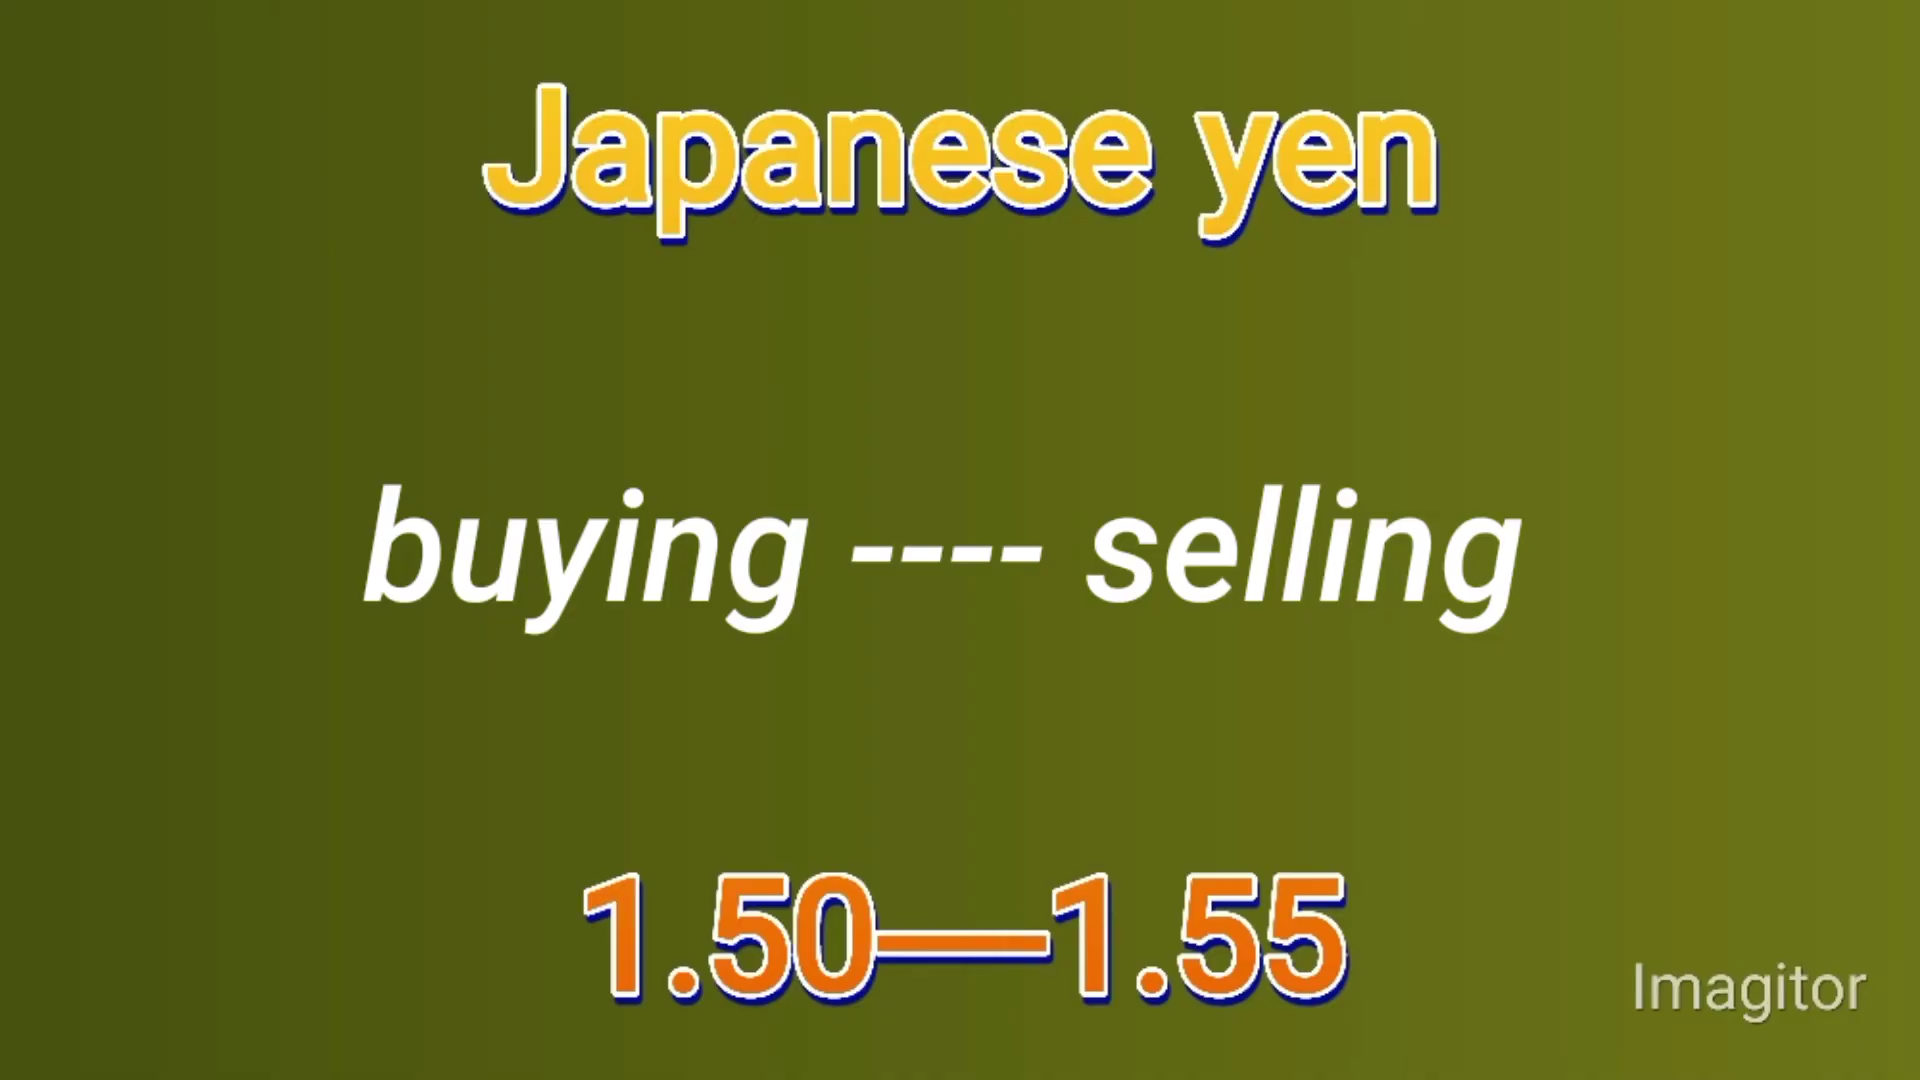 Japanese yen
buying ---- selling
1.50—1.55
Imagitor